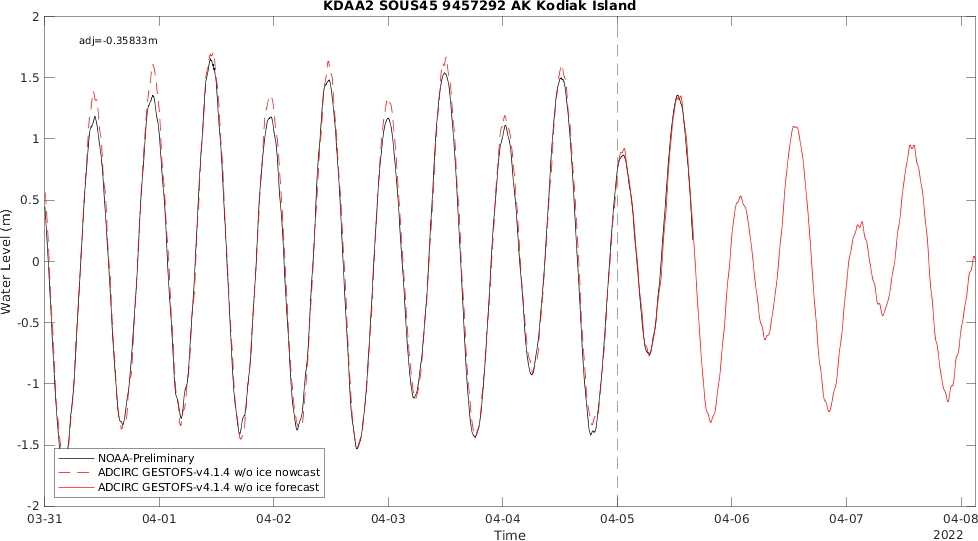 KDAA2 SOUS45 9457292 AK Kodiak Island
adj=-0.35833m
2
1.5
1
0.5
0
-0.5
-1
-1.5
-2
Water Level (m)
NOAA-Preliminary
ADCIRC GESTOFS-v4.1.4 w/o ice nowcast
ADCIRC GESTOFS-v4.1.4 w/o ice forecast
03-31 04-01 04-02 04-03 04-04 04-05 04-06 04-07 04-08
Time
2022